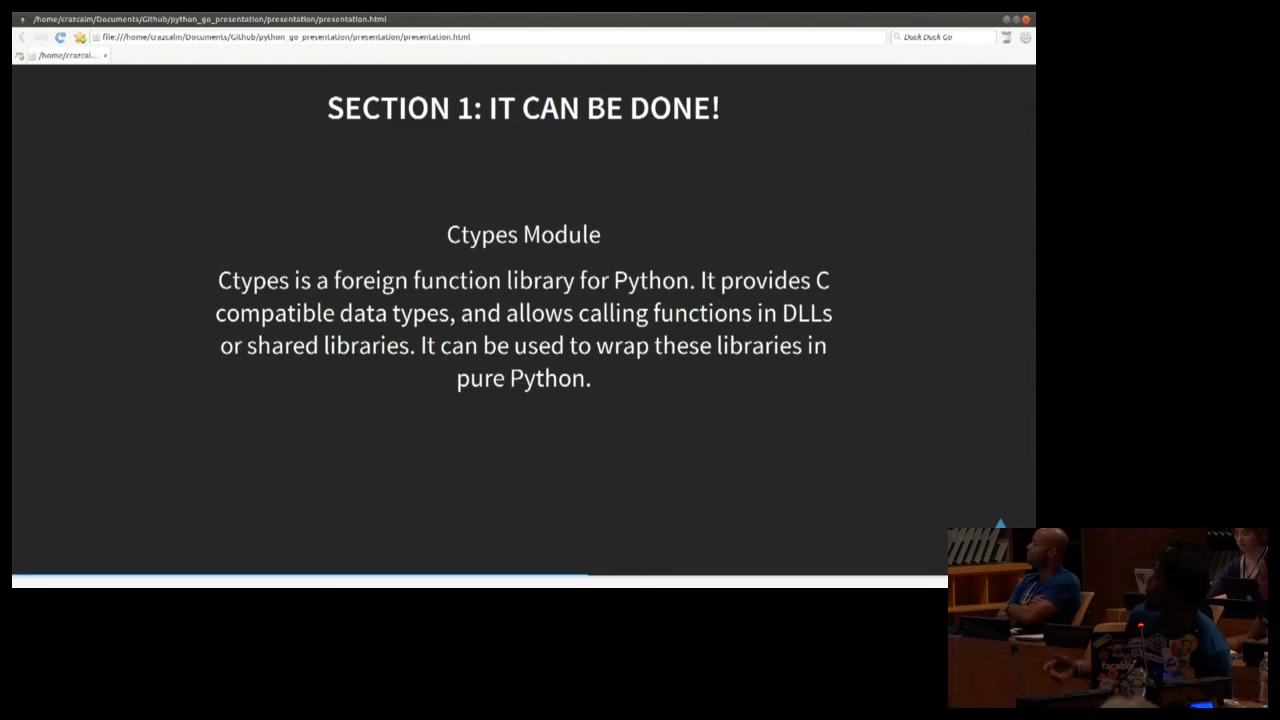 /home/crazcalm/Documents/Github/python_go_presentation/presentation/presentation.html
file:///home/crazcalm/Documents/Github/python_go_presentation/presentation/presentation.html
Duck Duck Go
/home/crazcal...
SECTION 1: IT CAN BE DONE!
Ctypes Module
Ctypes is a foreign function library for Python. It provides C
compatible data types, and allows calling functions in DLLs
or shared libraries. It can be used to wrap these libraries in
pure Python.